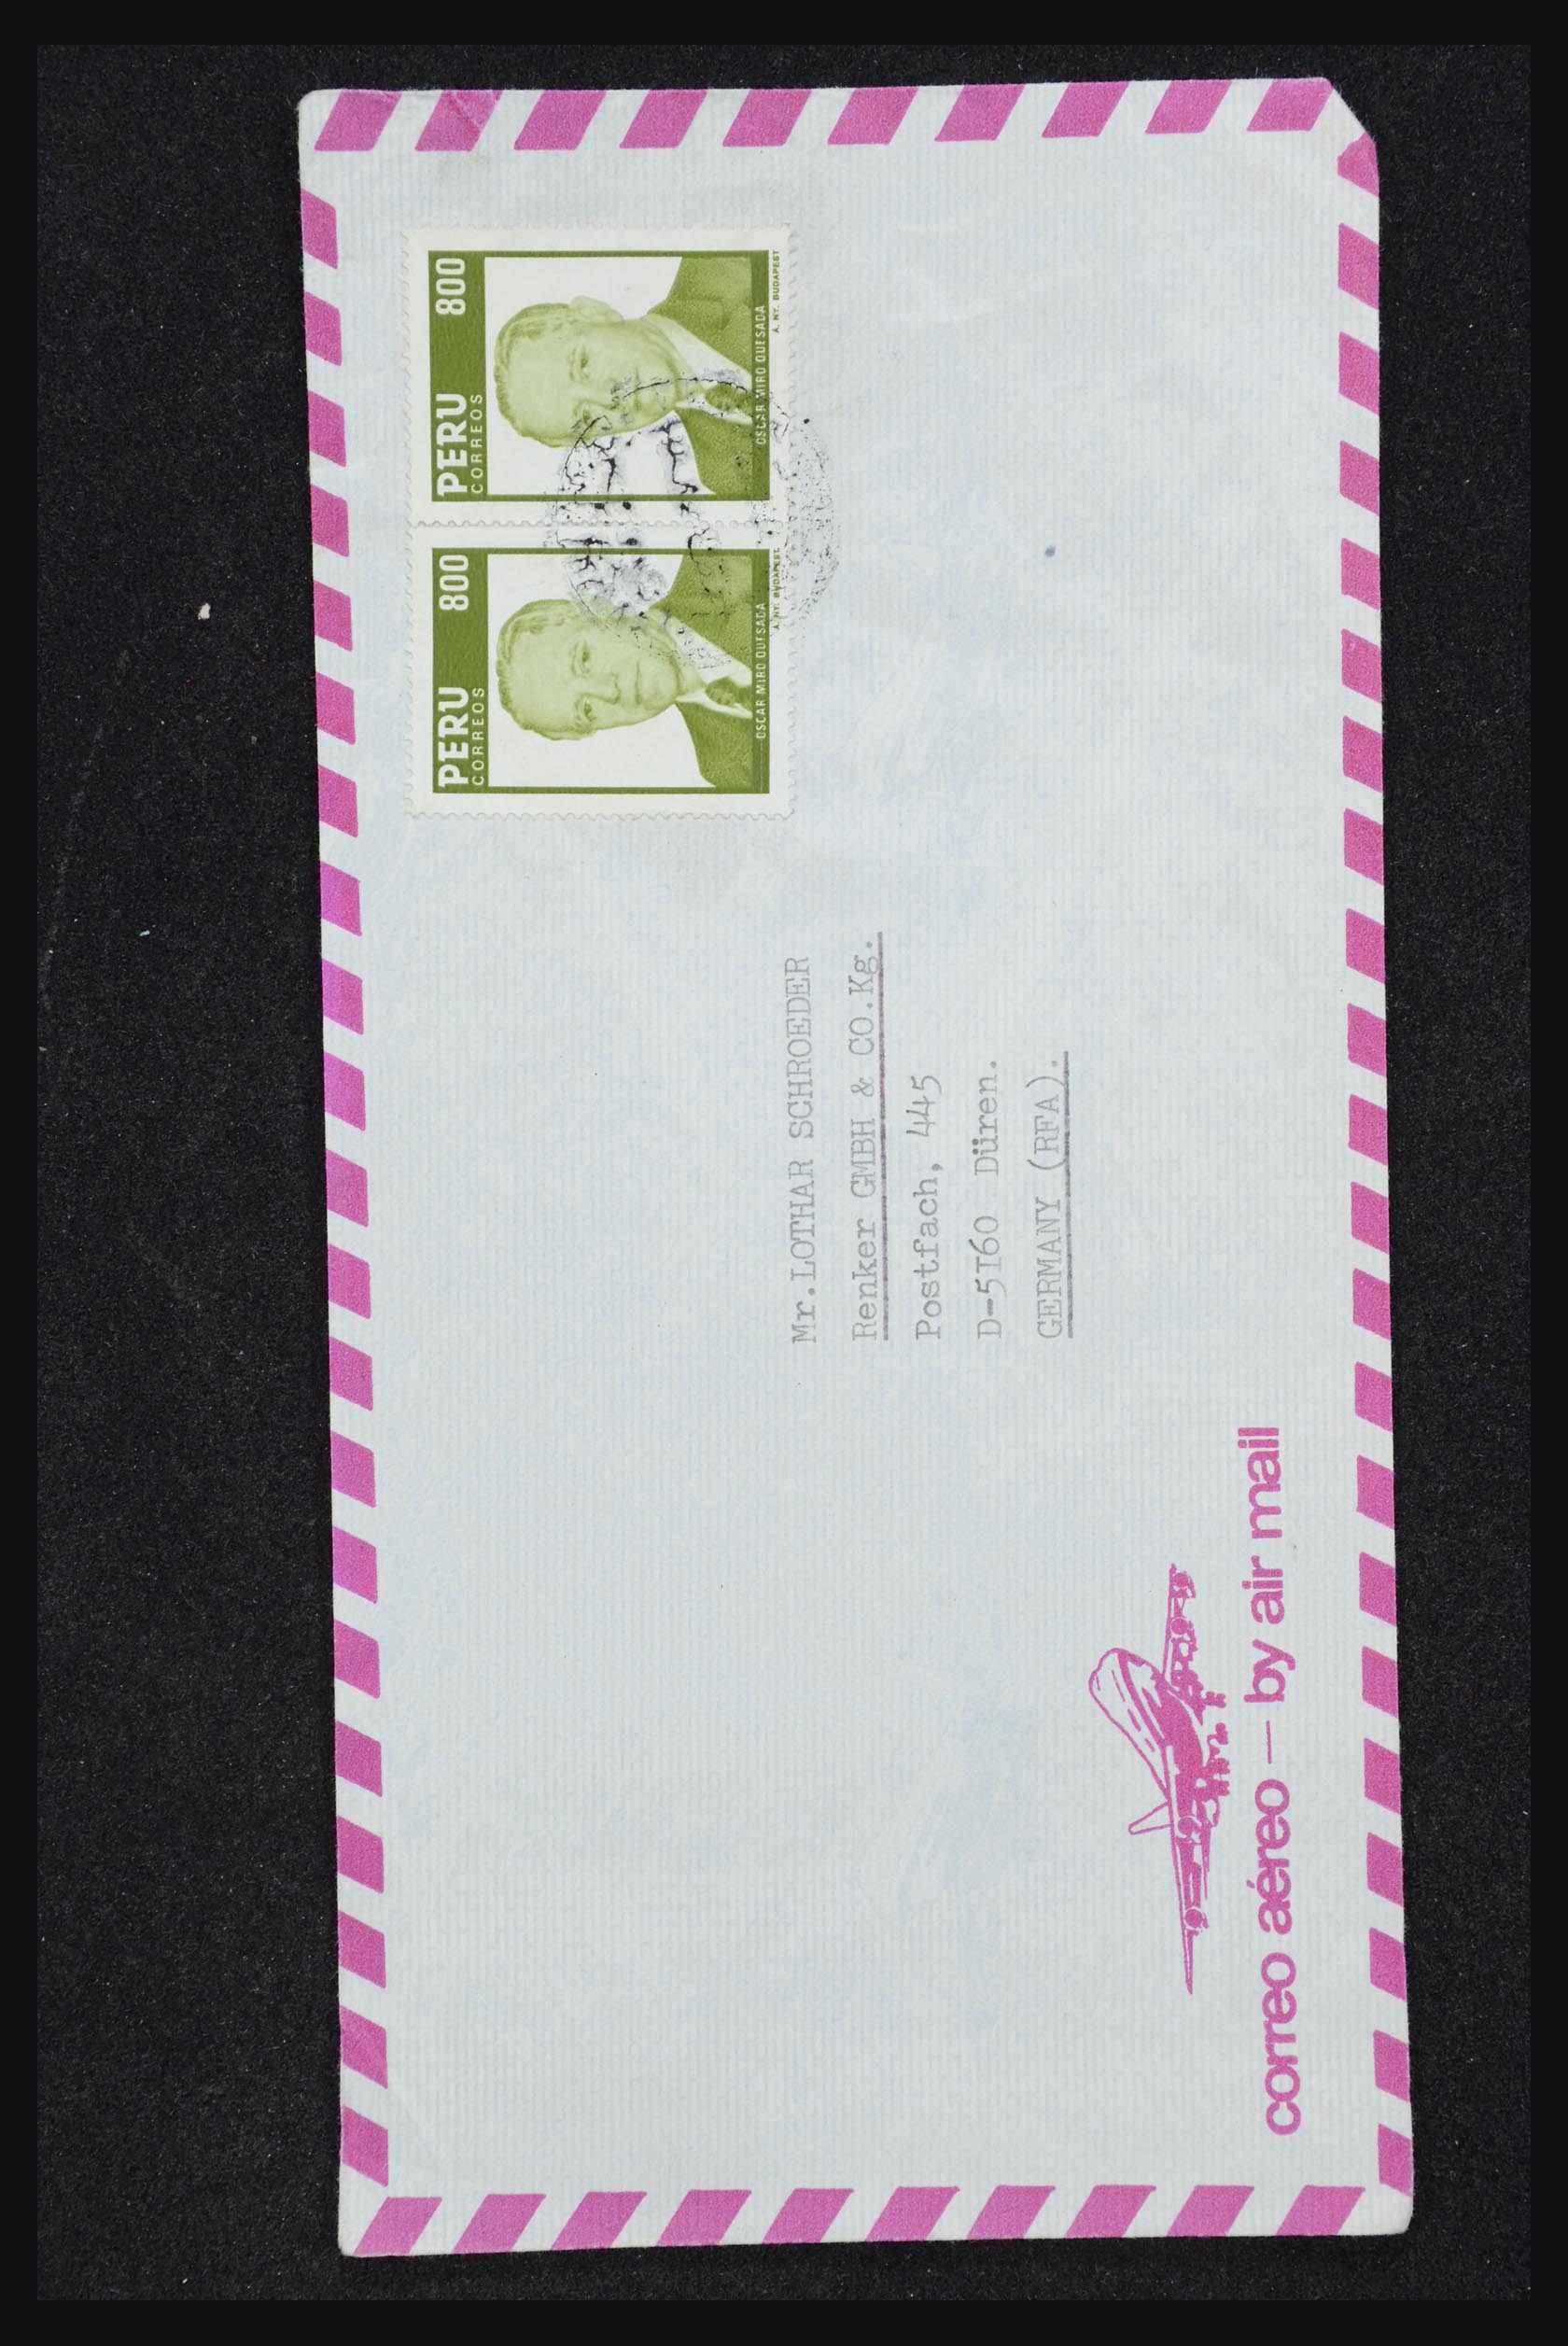 PERU 800
CORREOS
OSCAR MIRO QUESADA
A. NY. BUDAPEST
PERU 800
CORREOS
OSCAR MIRO QUESADA
A. NY. BUDAPEST
Mr.LOTHAR SCHROEDER
Renker GMBH & CO.Kg.
Postfach, 445
D-5I60 Düren.
GERMANY (RFA).
correo aéreo — by air mail